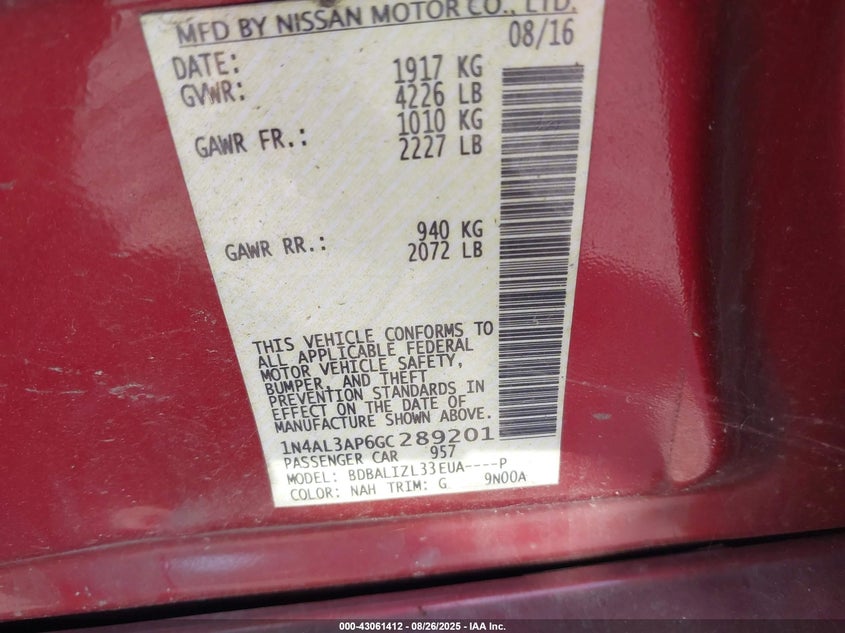 MFD BY NISSAN MOTOR CO., LTD.
DATE: 08/16
GVWR: 1917 KG
4226 LB
GAWR FR.: 1010 KG
2227 LB
GAWR RR.: 940 KG
2072 LB
THIS VEHICLE CONFORMS TO
ALL APPLICABLE FEDERAL
MOTOR VEHICLE SAFETY,
BUMPER, AND THEFT
PREVENTION STANDARDS IN
EFFECT ON THE DATE OF
MANUFACTURE SHOWN ABOVE.
1N4AL3AP6GC289201
PASSENGER CAR 957
MODEL: BDBALIZL33EUA----P
COLOR: NAH TRIM: G 9N00A
000-43061412 - 08/26/2025 - IAA Inc.